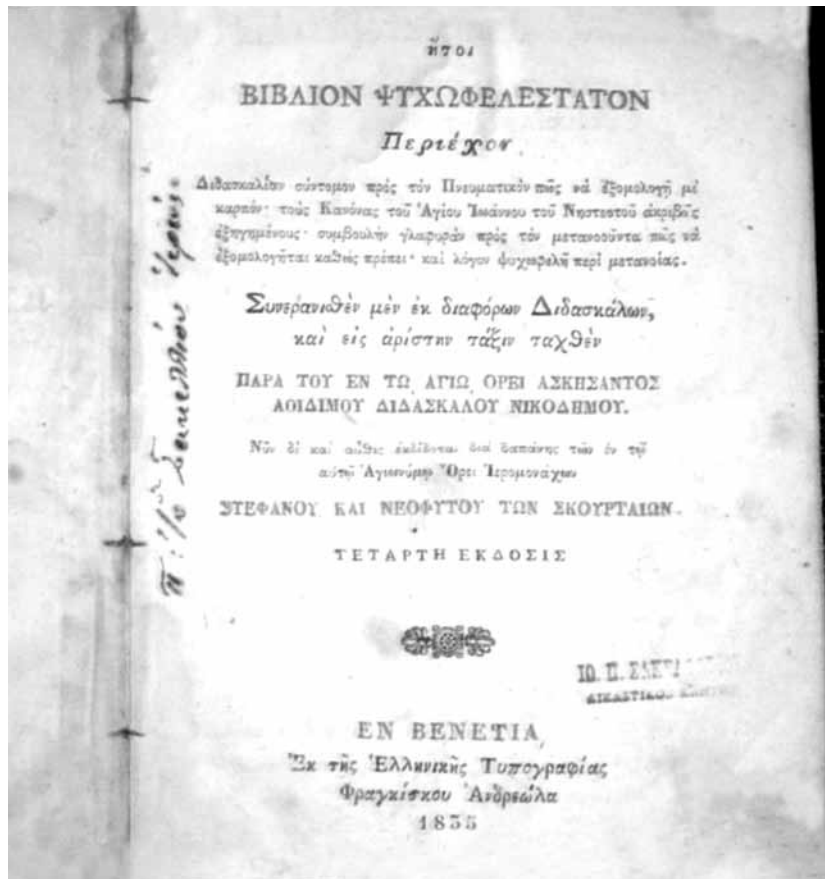 ἤτοι
ΒΙΒΛΙΟΝ ΨΥΧΩΦΕΛΕΣΤΑΤΟΝ
Περιέχον
Διδασκαλίαν σύντομον πρὸς τὸν Πνευματικὸν πῶς νὰ ἐξομολογῇ μὲ
καρπόν· τοὺς Κανόνας τοῦ Ἁγίου Ἰωάννου τοῦ Νηστευτοῦ ἀκριβῶς
ἐξηγημένους· συμβουλὴν γλαφυρὰν πρὸς τὸν μετανοοῦντα πῶς νὰ
ἐξομολογῆται καθὼς πρέπει· καὶ λόγον ψυχωφελῆ περὶ μετανοίας.
Συνερανισθὲν μὲν ἐκ διαφόρων Διδασκάλων,
καὶ εἰς ἀρίστην τάξιν ταχθὲν
ΠΑΡΑ ΤΟΥ ΕΝ ΤΩ ΑΓΙΩ ΟΡΕΙ ΑΣΚΗΣΑΝΤΟΣ
ΑΟΙΔΙΜΟΥ ΔΙΔΑΣΚΑΛΟΥ ΝΙΚΟΔΗΜΟΥ.
Νῦν δὲ καὶ αὖθις ἐκδίδοται διὰ δαπάνης τῶν ἐν τῷ
αὐτῷ Ἁγιωνύμῳ Ὄρει Ἱερομονάχων
ΣΤΕΦΑΝΟΥ ΚΑΙ ΝΕΟΦΥΤΟΥ ΤΩΝ ΣΚΟΥΡΤΑΙΩΝ.
ΤΕΤΑΡΤΗ ΕΚΔΟΣΙΣ
ΙΩ. Π.
ΕΝ ΒΕΝΕΤΙΑ,
Ἐκ τῆς Ἑλληνικῆς Τυπογραφίας
Φραγκίσκου Ἀνδρεώλα
1835